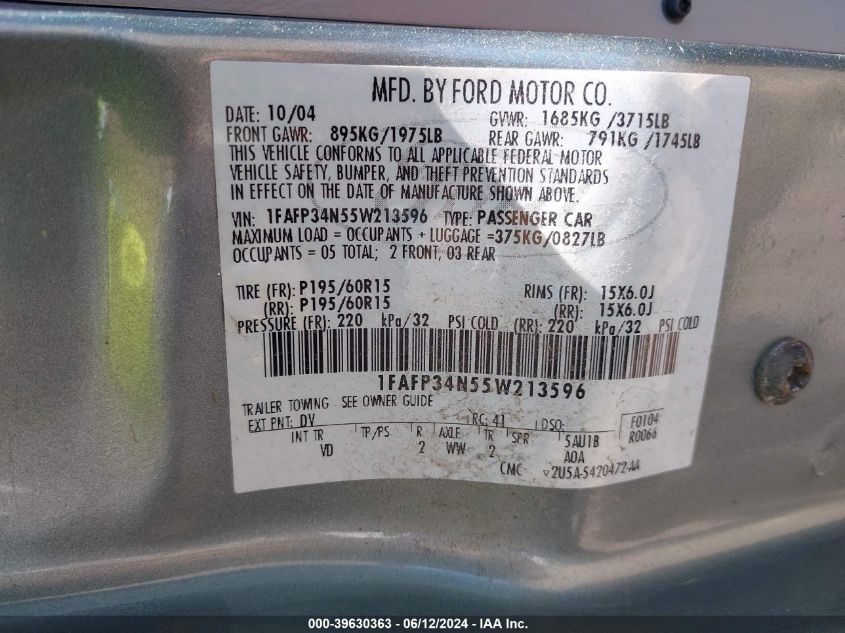 MFD. BY FORD MOTOR CO.
DATE: 10/04 GVWR: 1685KG /3715LB
FRONT GAWR: 895KG/1975LB REAR GAWR: 791KG /1745LB
THIS VEHICLE CONFORMS TO ALL APPLICABLE FEDERAL MOTOR
VEHICLE SAFETY, BUMPER, AND THEFT PREVENTION STANDARDS
IN EFFECT ON THE DATE OF MANUFACTURE SHOWN ABOVE.
VIN: 1FAFP34N55W213596 TYPE: PASSENGER CAR
MAXIMUM LOAD = OCCUPANTS + LUGGAGE =375KG/0827LB
OCCUPANTS = 05 TOTAL; 2 FRONT, 03 REAR
TIRE (FR): P195/60R15 RIMS (FR): 15X6.0J
(RR): P195/60R15 (RR): 15X6.0J
PRESSURE (FR): 220 kPa/32 PSI COLD (RR): 220 kPa/32 PSI COLD
1FAFP34N55W213596
TRAILER TOWING - SEE OWNER GUIDE
EXT PNT: DV RC: 41 DSO: F0104
INT TR TP/PS R AXLE TR SPR 5AU1B R0066
VD 2 WW 2 A0A
CMC ▽2U5A-5420472-AA
000-39630363 - 06/12/2024 - IAA Inc.